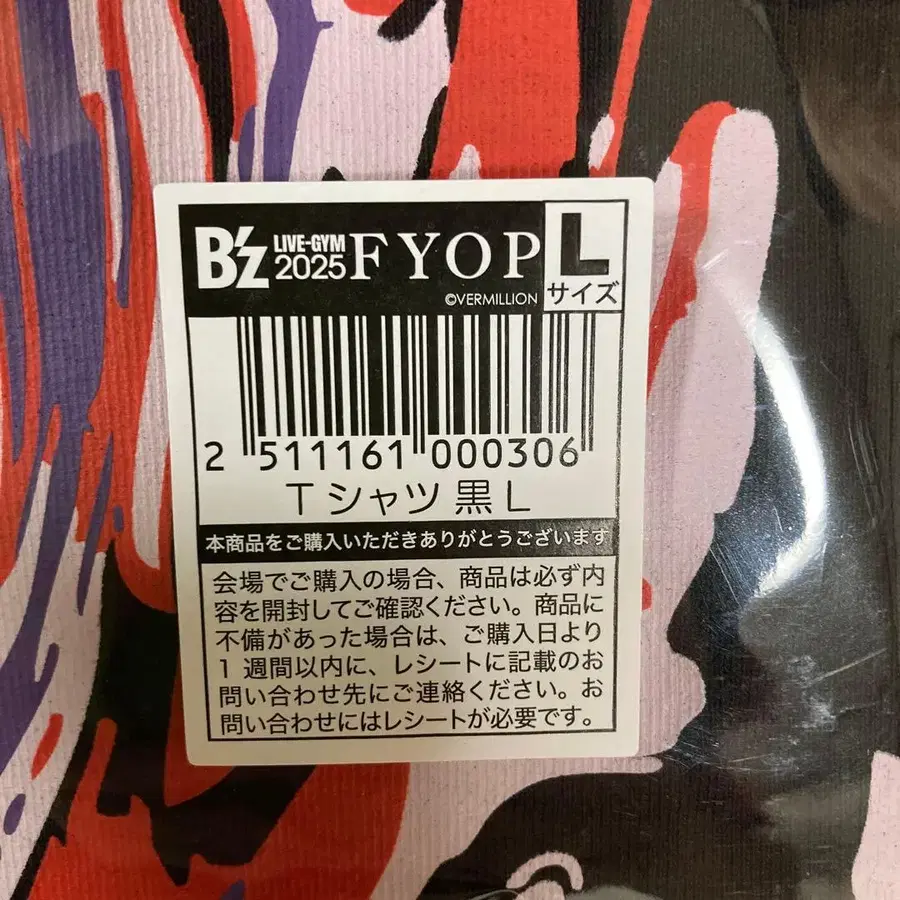 B'z LIVE-GYM 2025 FYOP L
©VERMILLION サイズ
2 511161 000306
Tシャツ 黒 L
本商品をご購入いただきありがとうございます
会場でご購入の場合、商品は必ず内
容を開封してご確認ください。商品に
不備があった場合は、ご購入日より
1週間以内に、レシートに記載のお
問い合わせ先にご連絡ください。お
問い合わせにはレシートが必要です。